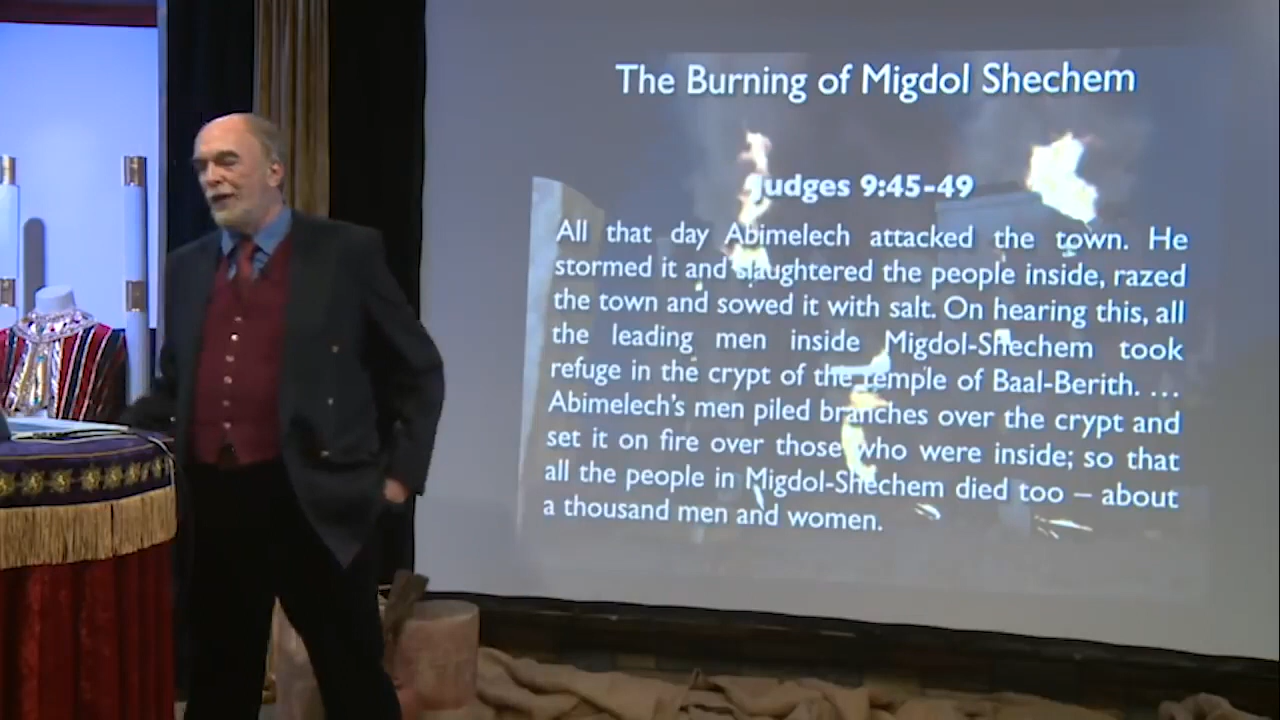 The Burning of Migdol Shechem
Judges 9:45-49
All that day Abimelech attacked the town. He
stormed it and slaughtered the people inside, razed
the town and sowed it with salt. On hearing this, all
the leading men inside Migdol-Shechem took
refuge in the crypt of the temple of Baal-Berith. …
Abimelech’s men piled branches over the crypt and
set it on fire over those who were inside; so that
all the people in Migdol-Shechem died too – about
a thousand men and women.